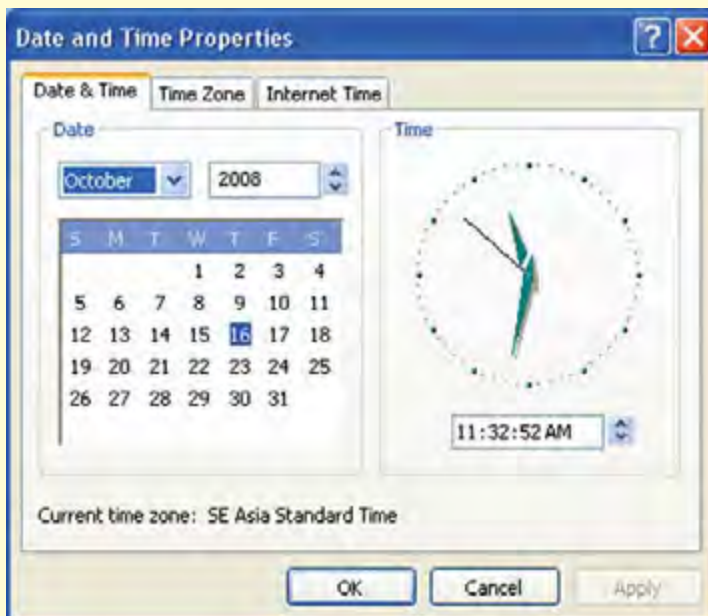 Date and Time Properties
Date & Time Time Zone Internet Time
Date
October 2008
S M T W T F S
1 2 3 4
5 6 7 8 9 10 11
12 13 14 15 16 17 18
19 20 21 22 23 24 25
26 27 28 29 30 31
Time
11:32:52 AM
Current time zone: SE Asia Standard Time
OK Cancel Apply